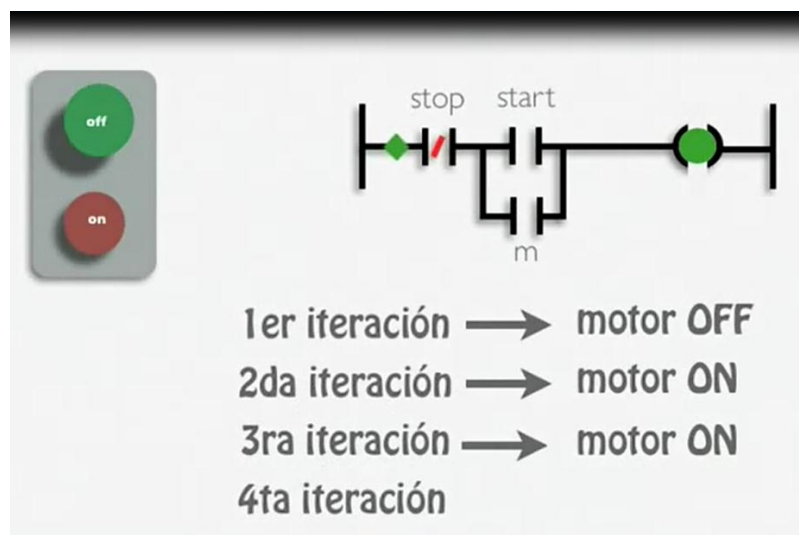 off
on
stop start
m
1er iteración motor OFF
2da iteración motor ON
3ra iteración motor ON
4ta iteración